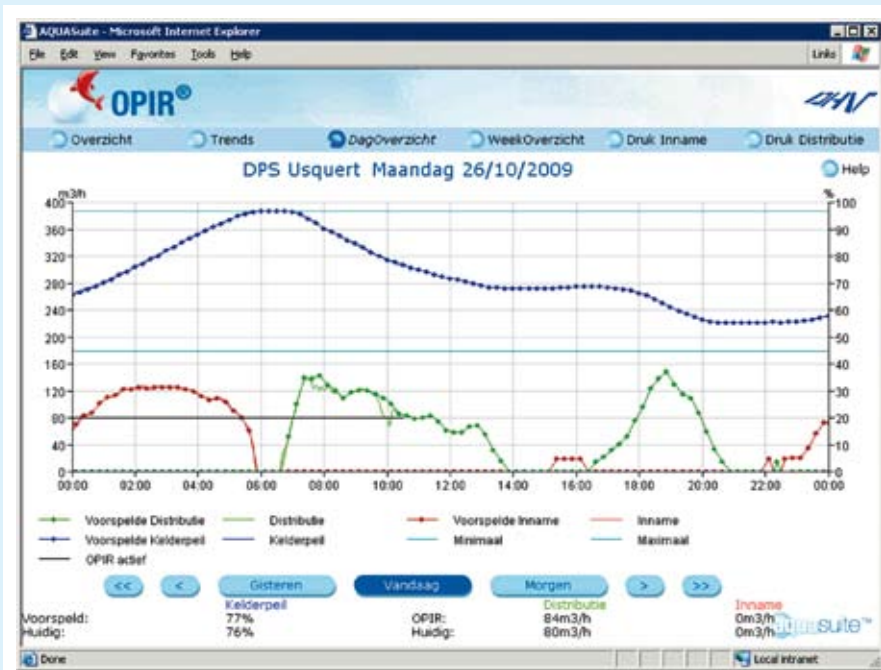 AQUASuite - Microsoft Internet Explorer
File Edit View Favorites Tools Help Links
OPIR®
DHV
Overzicht Trends DagOverzicht WeekOverzicht Druk Inname Druk Distributie
DPS Usquert Maandag 26/10/2009 Help
m3/h %
400 100
360 90
320 80
280 70
240 60
200 50
160 40
120 30
80 20
40 10
0 0
00:00 02:00 04:00 06:00 08:00 10:00 12:00 14:00 16:00 18:00 20:00 22:00 00:00
Voorspelde Distributie Distributie Voorspelde Inname Inname
Voorspelde Kelderpeil Kelderpeil Minimaal Maximaal
OPIR actief
<< < Gisteren Vandaag Morgen > >>
Kelderpeil Distributie Inname
Voorspeld: 77% OPIR: 84m3/h 0m3/h
Huidig: 76% Huidig: 80m3/h 0m3/h
aquasuite™
Done Local intranet